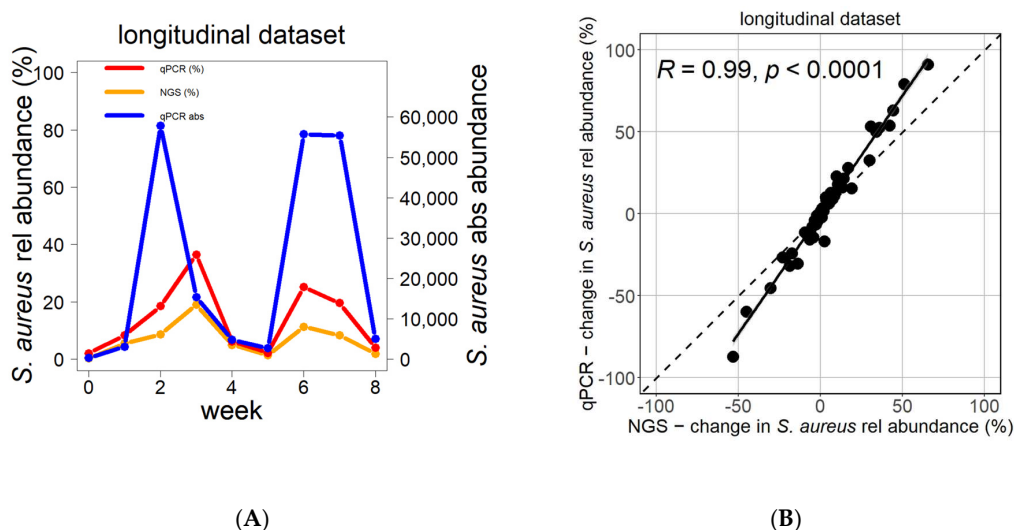 longitudinal dataset
qPCR (%)
NGS (%)
qPCR abs
S. aureus rel abundance (%)
100
80
60
40
20
0
60,000
50,000
40,000
30,000
20,000
10,000
0
S. aureus abs abundance
0 2 4 6 8
week
(A)
longitudinal dataset
R = 0.99, p < 0.0001
qPCR − change in S. aureus rel abundance (%)
100
50
0
-50
-100
-100 -50 0 50 100
NGS − change in S. aureus rel abundance (%)
(B)